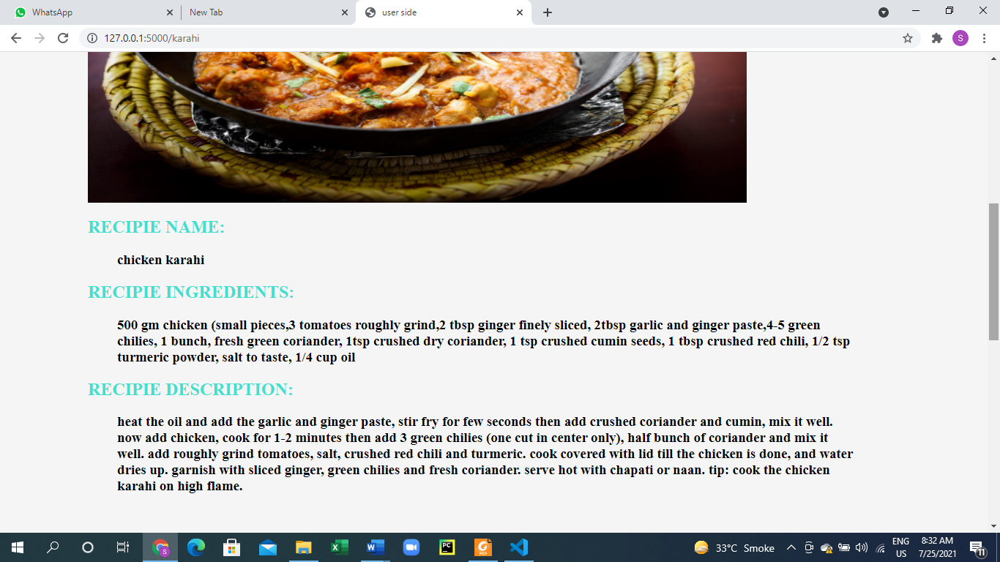 WhatsApp
New Tab
user side
127.0.0.1:5000/karahi
S
RECIPIE NAME:
chicken karahi
RECIPIE INGREDIENTS:
500 gm chicken (small pieces,3 tomatoes roughly grind,2 tbsp ginger finely sliced, 2tbsp garlic and ginger paste,4-5 green
chilies, 1 bunch, fresh green coriander, 1tsp crushed dry coriander, 1 tsp crushed cumin seeds, 1 tbsp crushed red chili, 1/2 tsp
turmeric powder, salt to taste, 1/4 cup oil
RECIPIE DESCRIPTION:
heat the oil and add the garlic and ginger paste, stir fry for few seconds then add crushed coriander and cumin, mix it well.
now add chicken, cook for 1-2 minutes then add 3 green chilies (one cut in center only), half bunch of coriander and mix it
well. add roughly grind tomatoes, salt, crushed red chili and turmeric. cook covered with lid till the chicken is done, and water
dries up. garnish with sliced ginger, green chilies and fresh coriander. serve hot with chapati or naan. tip: cook the chicken
karahi on high flame.
S
X
W
PC
G
PDF
33°C Smoke
ENG
US
8:32 AM
7/25/2021
11